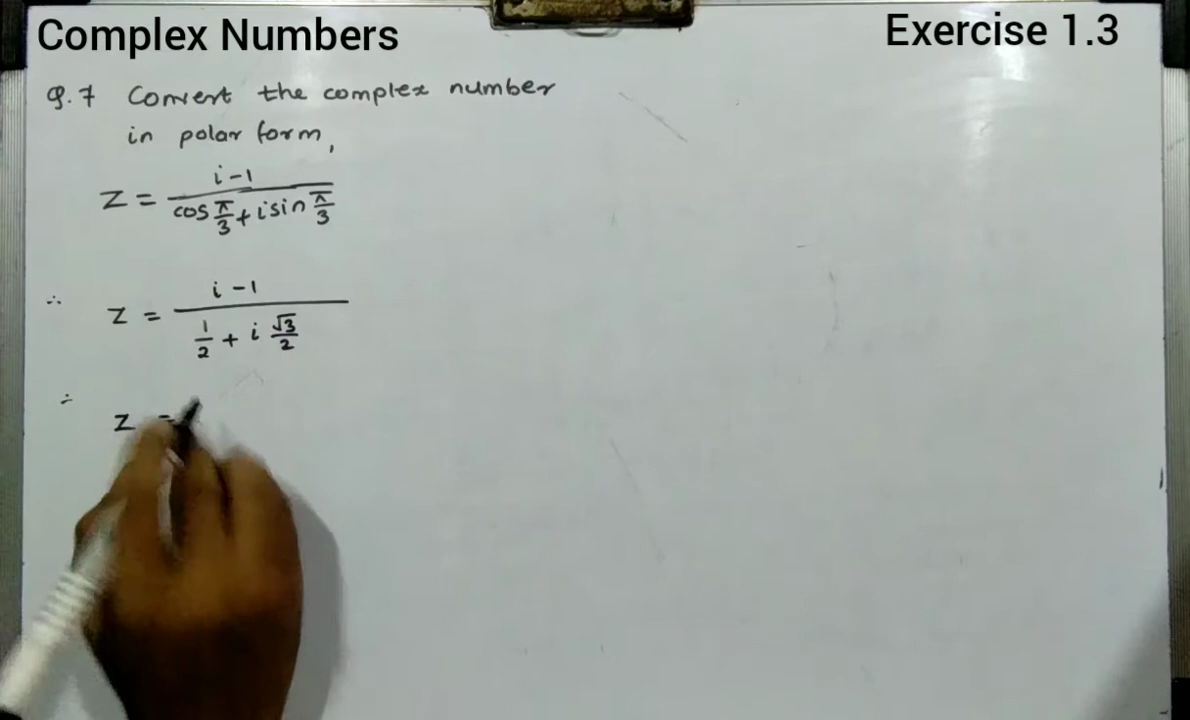 Complex Numbers
Exercise 1.3
Q.7 Convert the complex number
in polar form,
Z = (i-1)/(cos π/3 + i sin π/3)
∴ Z = (i-1)/(1/2 + i √3/2)
∴ Z =